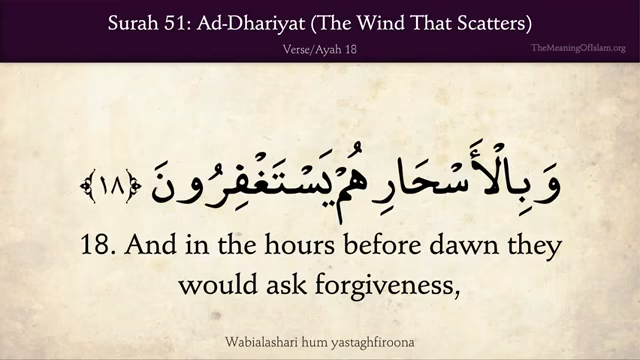 Surah 51: Ad-Dhariyat (The Wind That Scatters)
Verse/Ayah 18
TheMeaningOfIslam.org
وَبِالْأَسْحَارِ هُمْ يَسْتَغْفِرُونَ ﴿١٨﴾
18. And in the hours before dawn they
would ask forgiveness,
Wabialashari hum yastaghfiroona